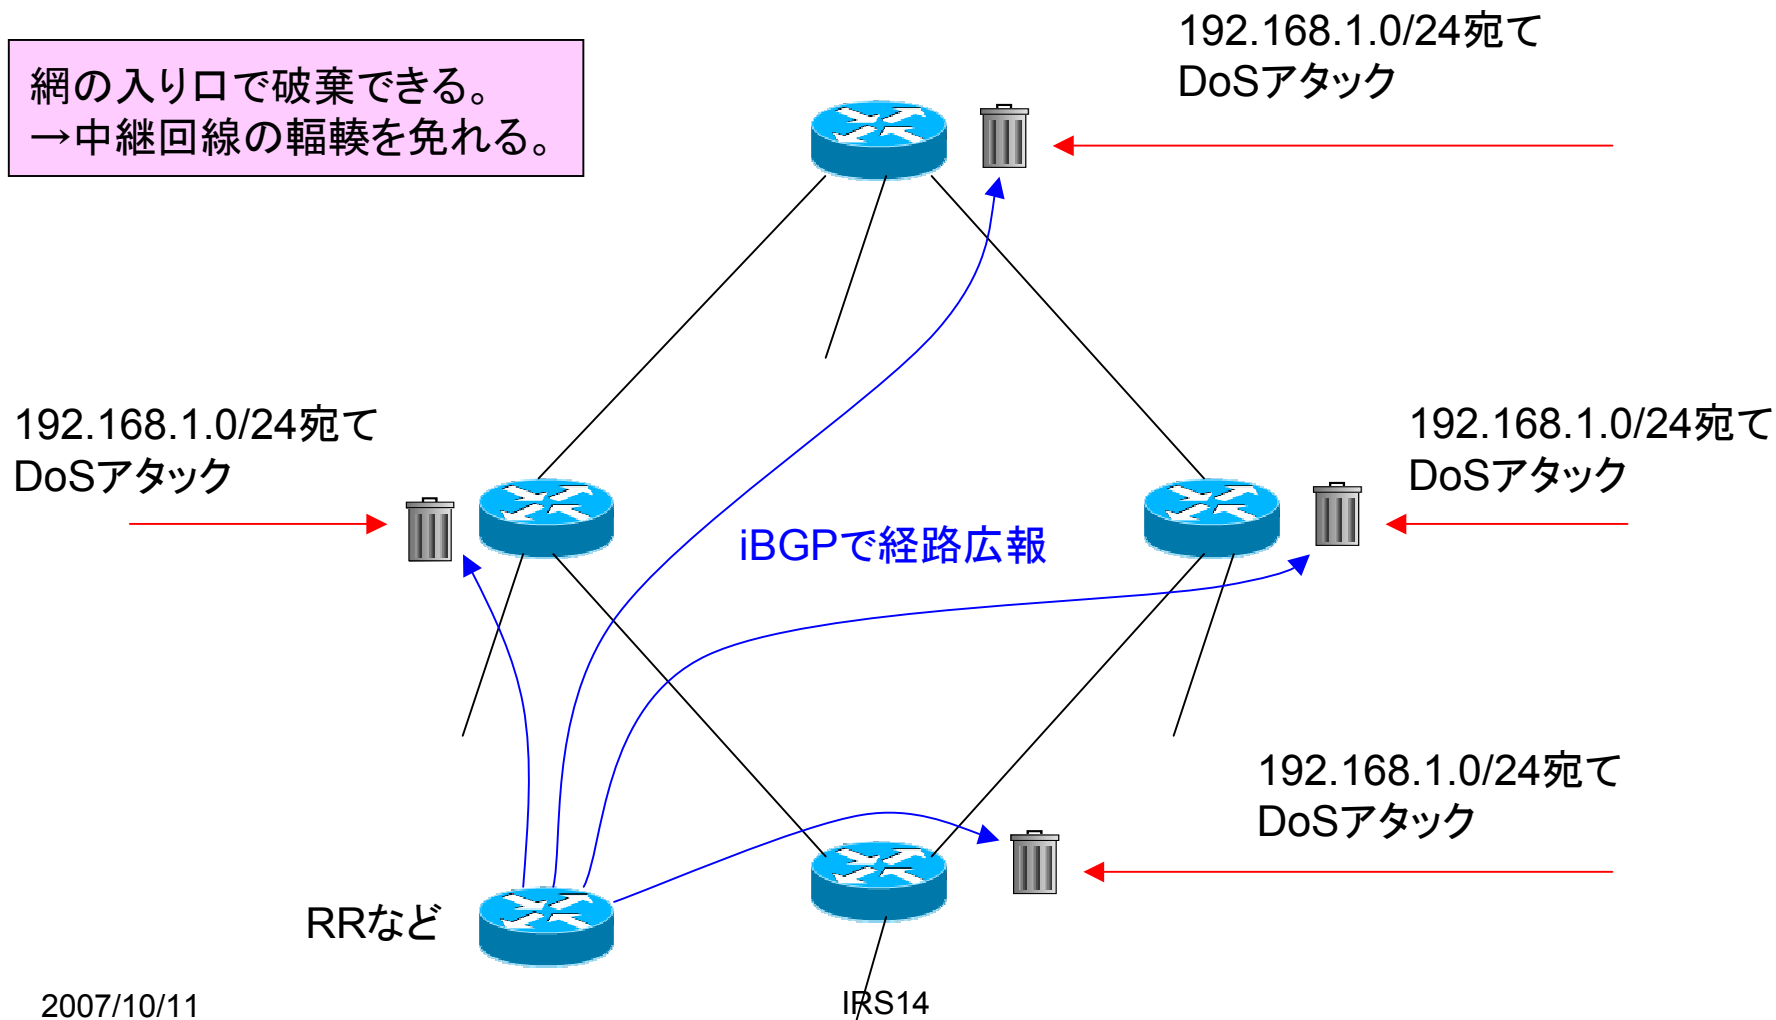 192.168.1.0/24宛て
DoSアタック
網の入り口で破棄できる。
→中継回線の輻輳を免れる。
192.168.1.0/24宛て
DoSアタック
192.168.1.0/24宛て
DoSアタック
iBGPで経路広報
192.168.1.0/24宛て
DoSアタック
RRなど
2007/10/11
IRS14